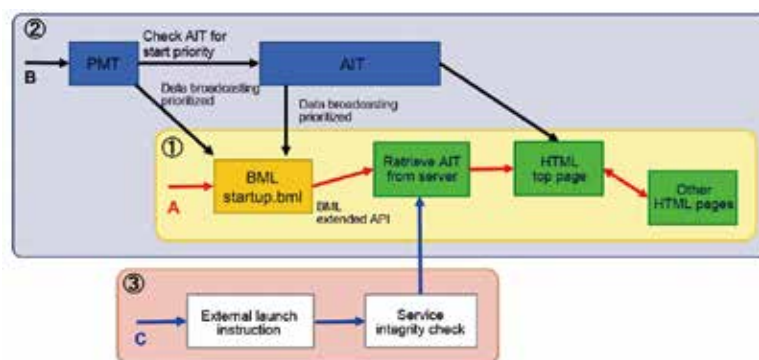 ②
Check AIT for
start priority
B
PMT
AIT
Data broadcasting
prioritized
Data broadcasting
prioritized
①
A
BML
startup.bml
BML
extended API
Retrieve AIT
from server
HTML
top page
Other
HTML pages
③
C
External launch
instruction
Service
integrity check